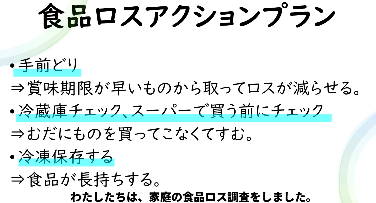 食品ロスアクションプラン
•手前どり
⇒賞味期限が早いものから取ってロスが減らせる。
•冷蔵庫チェック、スーパーで買う前にチェック
⇒むだにものを買ってこなくてすむ。
•冷凍保存する
⇒食品が長持ちする。
わたしたちは、家庭の食品ロス調査をしました。